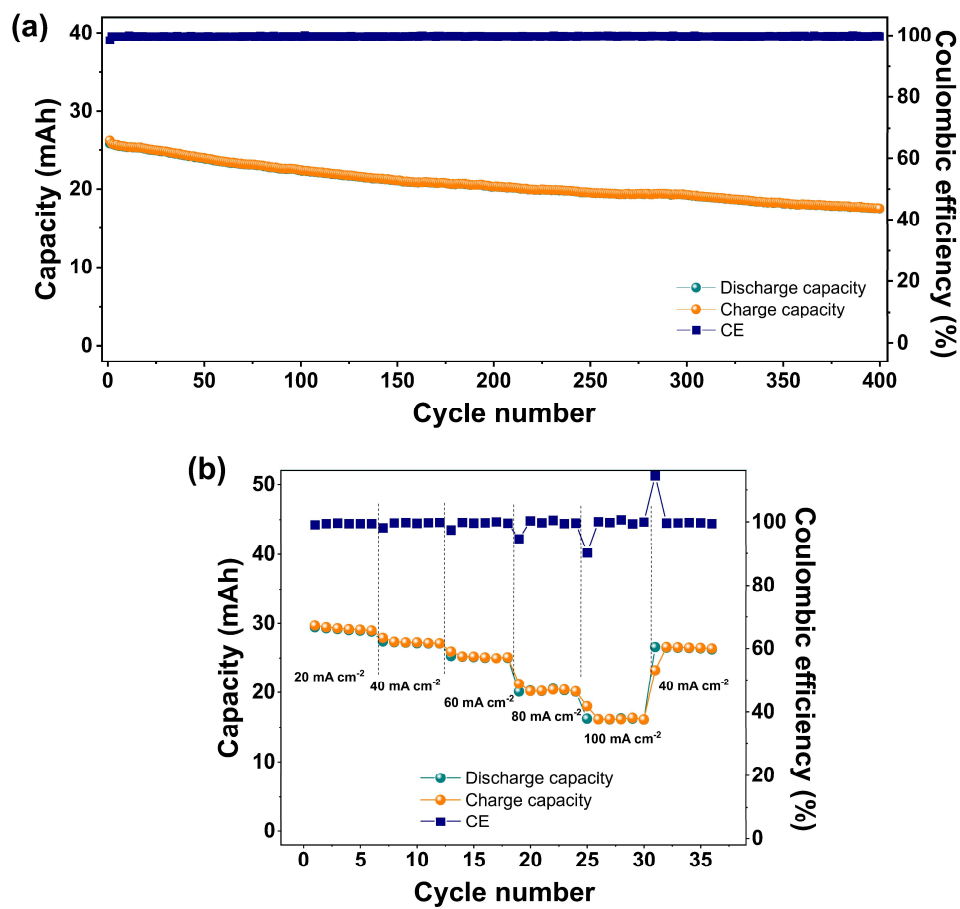 (a)
40
30
20
10
0
Capacity (mAh)
100
80
60
40
20
0
Coulombic efficiency (%)
Discharge capacity
Charge capacity
CE
0 50 100 150 200 250 300 350 400
Cycle number
(b)
50
40
30
20
10
0
Capacity (mAh)
100
80
60
40
20
0
Coulombic efficiency (%)
20 mA cm⁻²
40 mA cm⁻²
60 mA cm⁻²
80 mA cm⁻²
100 mA cm⁻²
40 mA cm⁻²
Discharge capacity
Charge capacity
CE
0 5 10 15 20 25 30 35
Cycle number